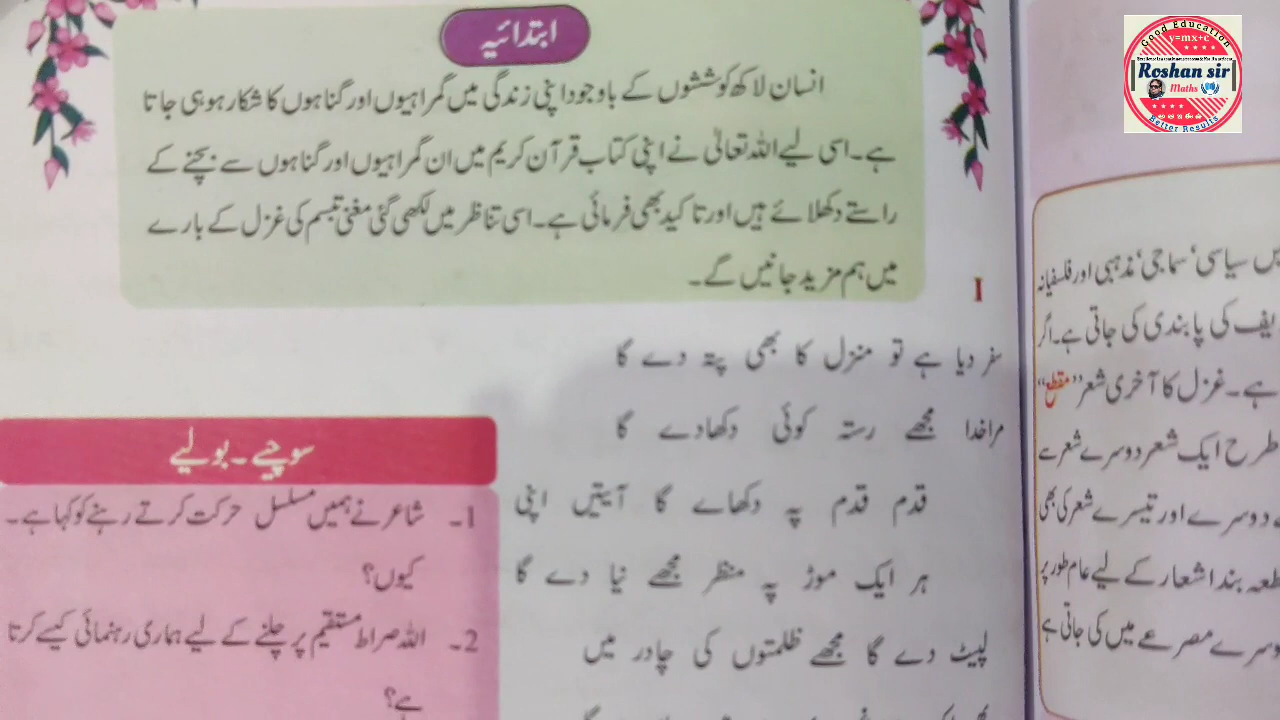 ابتدائیہ
انسان لاکھ کوششوں کے باوجود اپنی زندگی میں گمراہیوں اور گناہوں کا شکار ہو ہی جاتا
ہے۔ اسی لیے اللہ تعالیٰ نے اپنی کتاب قرآن کریم میں ان گمراہیوں اور گناہوں سے بچنے کے
راستے دکھلائے ہیں اور تاکید بھی فرمائی ہے۔ اسی تناظر میں لکھی گئی مغنی تبسم کی غزل کے بارے
میں ہم مزید جانیں گے۔
I
سفر دیا ہے تو منزل کا بھی پتہ دے گا
مرا خدا مجھے رستہ کوئی دکھا دے گا
قدم قدم پہ دکھاے گا آیتیں اپنی
ہر ایک موڑ پہ منظر مجھے نیا دے گا
لپیٹ دے گا مجھے ظلمتوں کی چادر میں
سوچیے ۔ بولیے
1۔ شاعر نے ہمیں مسلسل حرکت کرتے رہنے کو کہا ہے۔
کیوں؟
2۔ اللہ صراط مستقیم پر چلنے کے لیے ہماری رہنمائی کیسے کرتا
ہے؟
سیاسی، سماجی، مذہبی اور فلسفیانہ
کی پابندی کی جاتی ہے۔ اگر
ہے۔ غزل کا آخری شعر "مقطع"
طرح ایک شعر دوسرے شعر سے
دوسرے اور تیسرے شعر کی بھی
بند اشعار کے لیے عام طور پر
مصرعے میں کی جاتی ہے
Good Education
y=mx+c
Roshan sir
Maths
Better Results